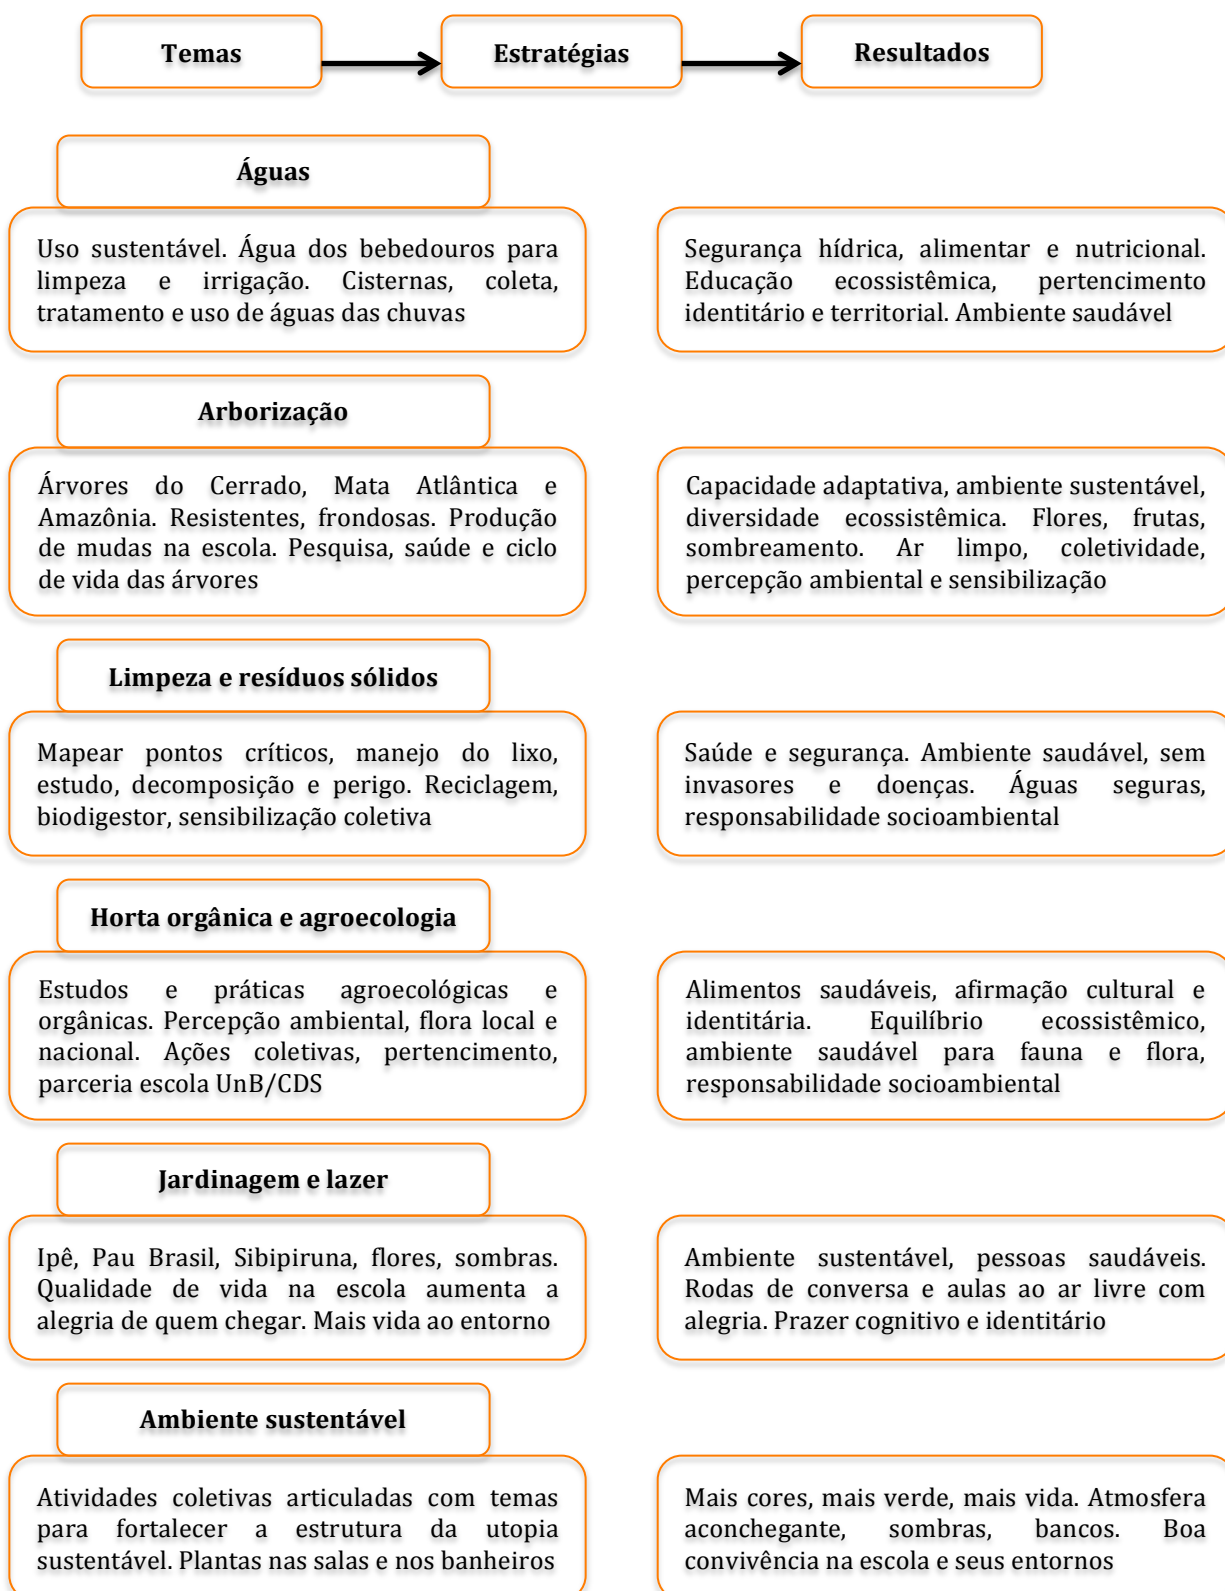 Temas
Estratégias
Resultados
Águas
Uso sustentável. Água dos bebedouros para
limpeza e irrigação. Cisternas, coleta,
tratamento e uso de águas das chuvas
Segurança hídrica, alimentar e nutricional.
Educação ecossistêmica, pertencimento
identitário e territorial. Ambiente saudável
Arborização
Árvores do Cerrado, Mata Atlântica e
Amazônia. Resistentes, frondosas. Produção
de mudas na escola. Pesquisa, saúde e ciclo
de vida das árvores
Capacidade adaptativa, ambiente sustentável,
diversidade ecossistêmica. Flores, frutas,
sombreamento. Ar limpo, coletividade,
percepção ambiental e sensibilização
Limpeza e resíduos sólidos
Mapear pontos críticos, manejo do lixo,
estudo, decomposição e perigo. Reciclagem,
biodigestor, sensibilização coletiva
Saúde e segurança. Ambiente saudável, sem
invasores e doenças. Águas seguras,
responsabilidade socioambiental
Horta orgânica e agroecologia
Estudos e práticas agroecológicas e
orgânicas. Percepção ambiental, flora local e
nacional. Ações coletivas, pertencimento,
parceria escola UnB/CDS
Alimentos saudáveis, afirmação cultural e
identitária. Equilíbrio ecossistêmico,
ambiente saudável para fauna e flora,
responsabilidade socioambiental
Jardinagem e lazer
Ipê, Pau Brasil, Sibipiruna, flores, sombras.
Qualidade de vida na escola aumenta a
alegria de quem chegar. Mais vida ao entorno
Ambiente sustentável, pessoas saudáveis.
Rodas de conversa e aulas ao ar livre com
alegria. Prazer cognitivo e identitário
Ambiente sustentável
Atividades coletivas articuladas com temas
para fortalecer a estrutura da utopia
sustentável. Plantas nas salas e nos banheiros
Mais cores, mais verde, mais vida. Atmosfera
aconchegante, sombras, bancos. Boa
convivência na escola e seus entornos